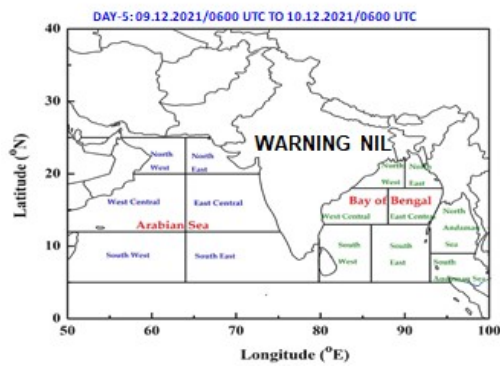 DAY-5: 09.12.2021/0600 UTC TO 10.12.2021/0600 UTC
40
30
20
10
0
Latitude (°N)
WARNING NIL
North West
North East
West Central
East Central
Arabian Sea
South West
South East
North West
North East
Bay of Bengal
West Central
East Central
South West
South East
North Andaman Sea
South Andaman Sea
50 60 70 80 90 100
Longitude (°E)